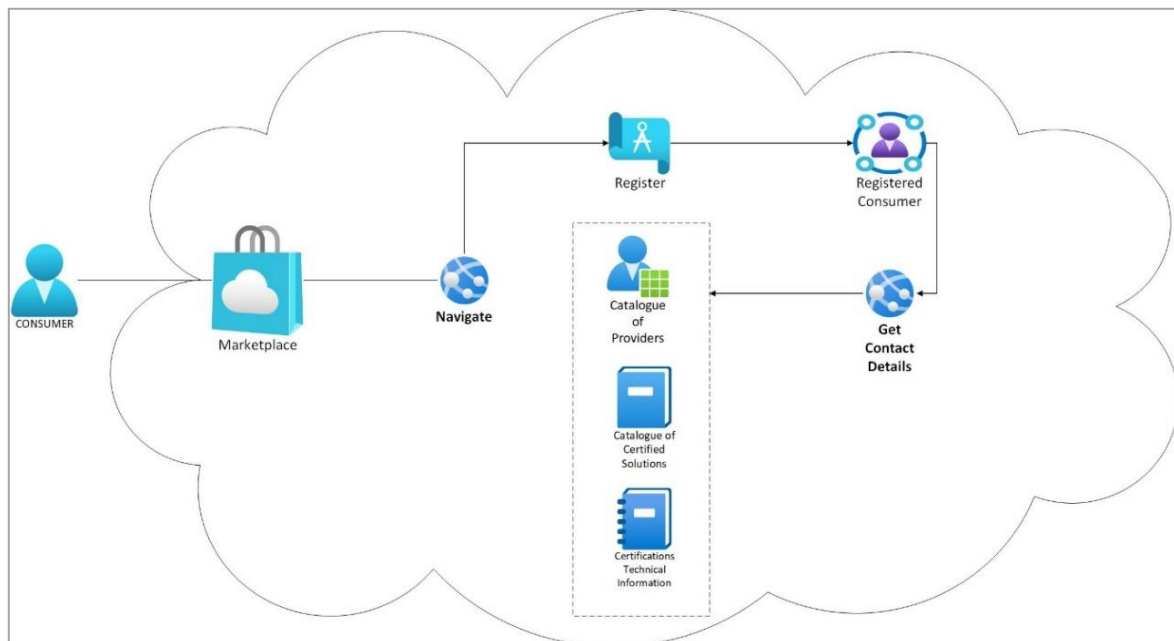 CONSUMER
Marketplace
Navigate
Register
Registered
Consumer
Get
Contact
Details
Catalogue
of
Providers
Catalogue of
Certified
Solutions
Certifications
Technical
Information